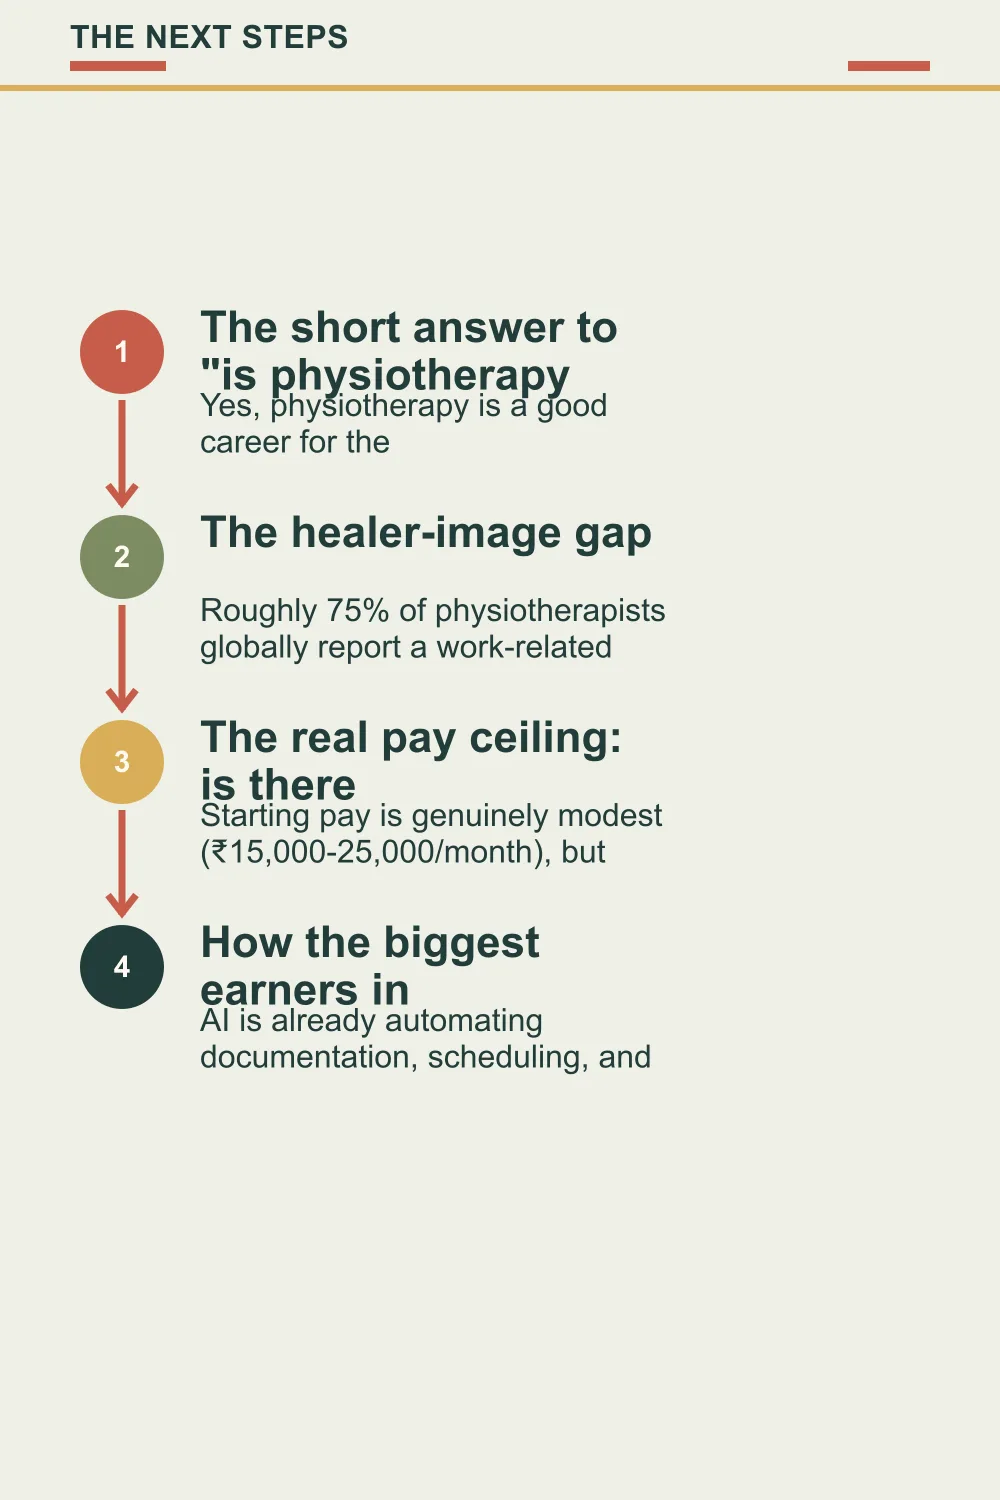 THE NEXT STEPS
1
The short answer to
"is physiotherapy
Yes, physiotherapy is a good
career for the
2
The healer-image gap
Roughly 75% of physiotherapists
globally report a work-related
3
The real pay ceiling:
is there
Starting pay is genuinely modest
(₹15,000-25,000/month), but
4
How the biggest
earners in
AI is already automating
documentation, scheduling, and